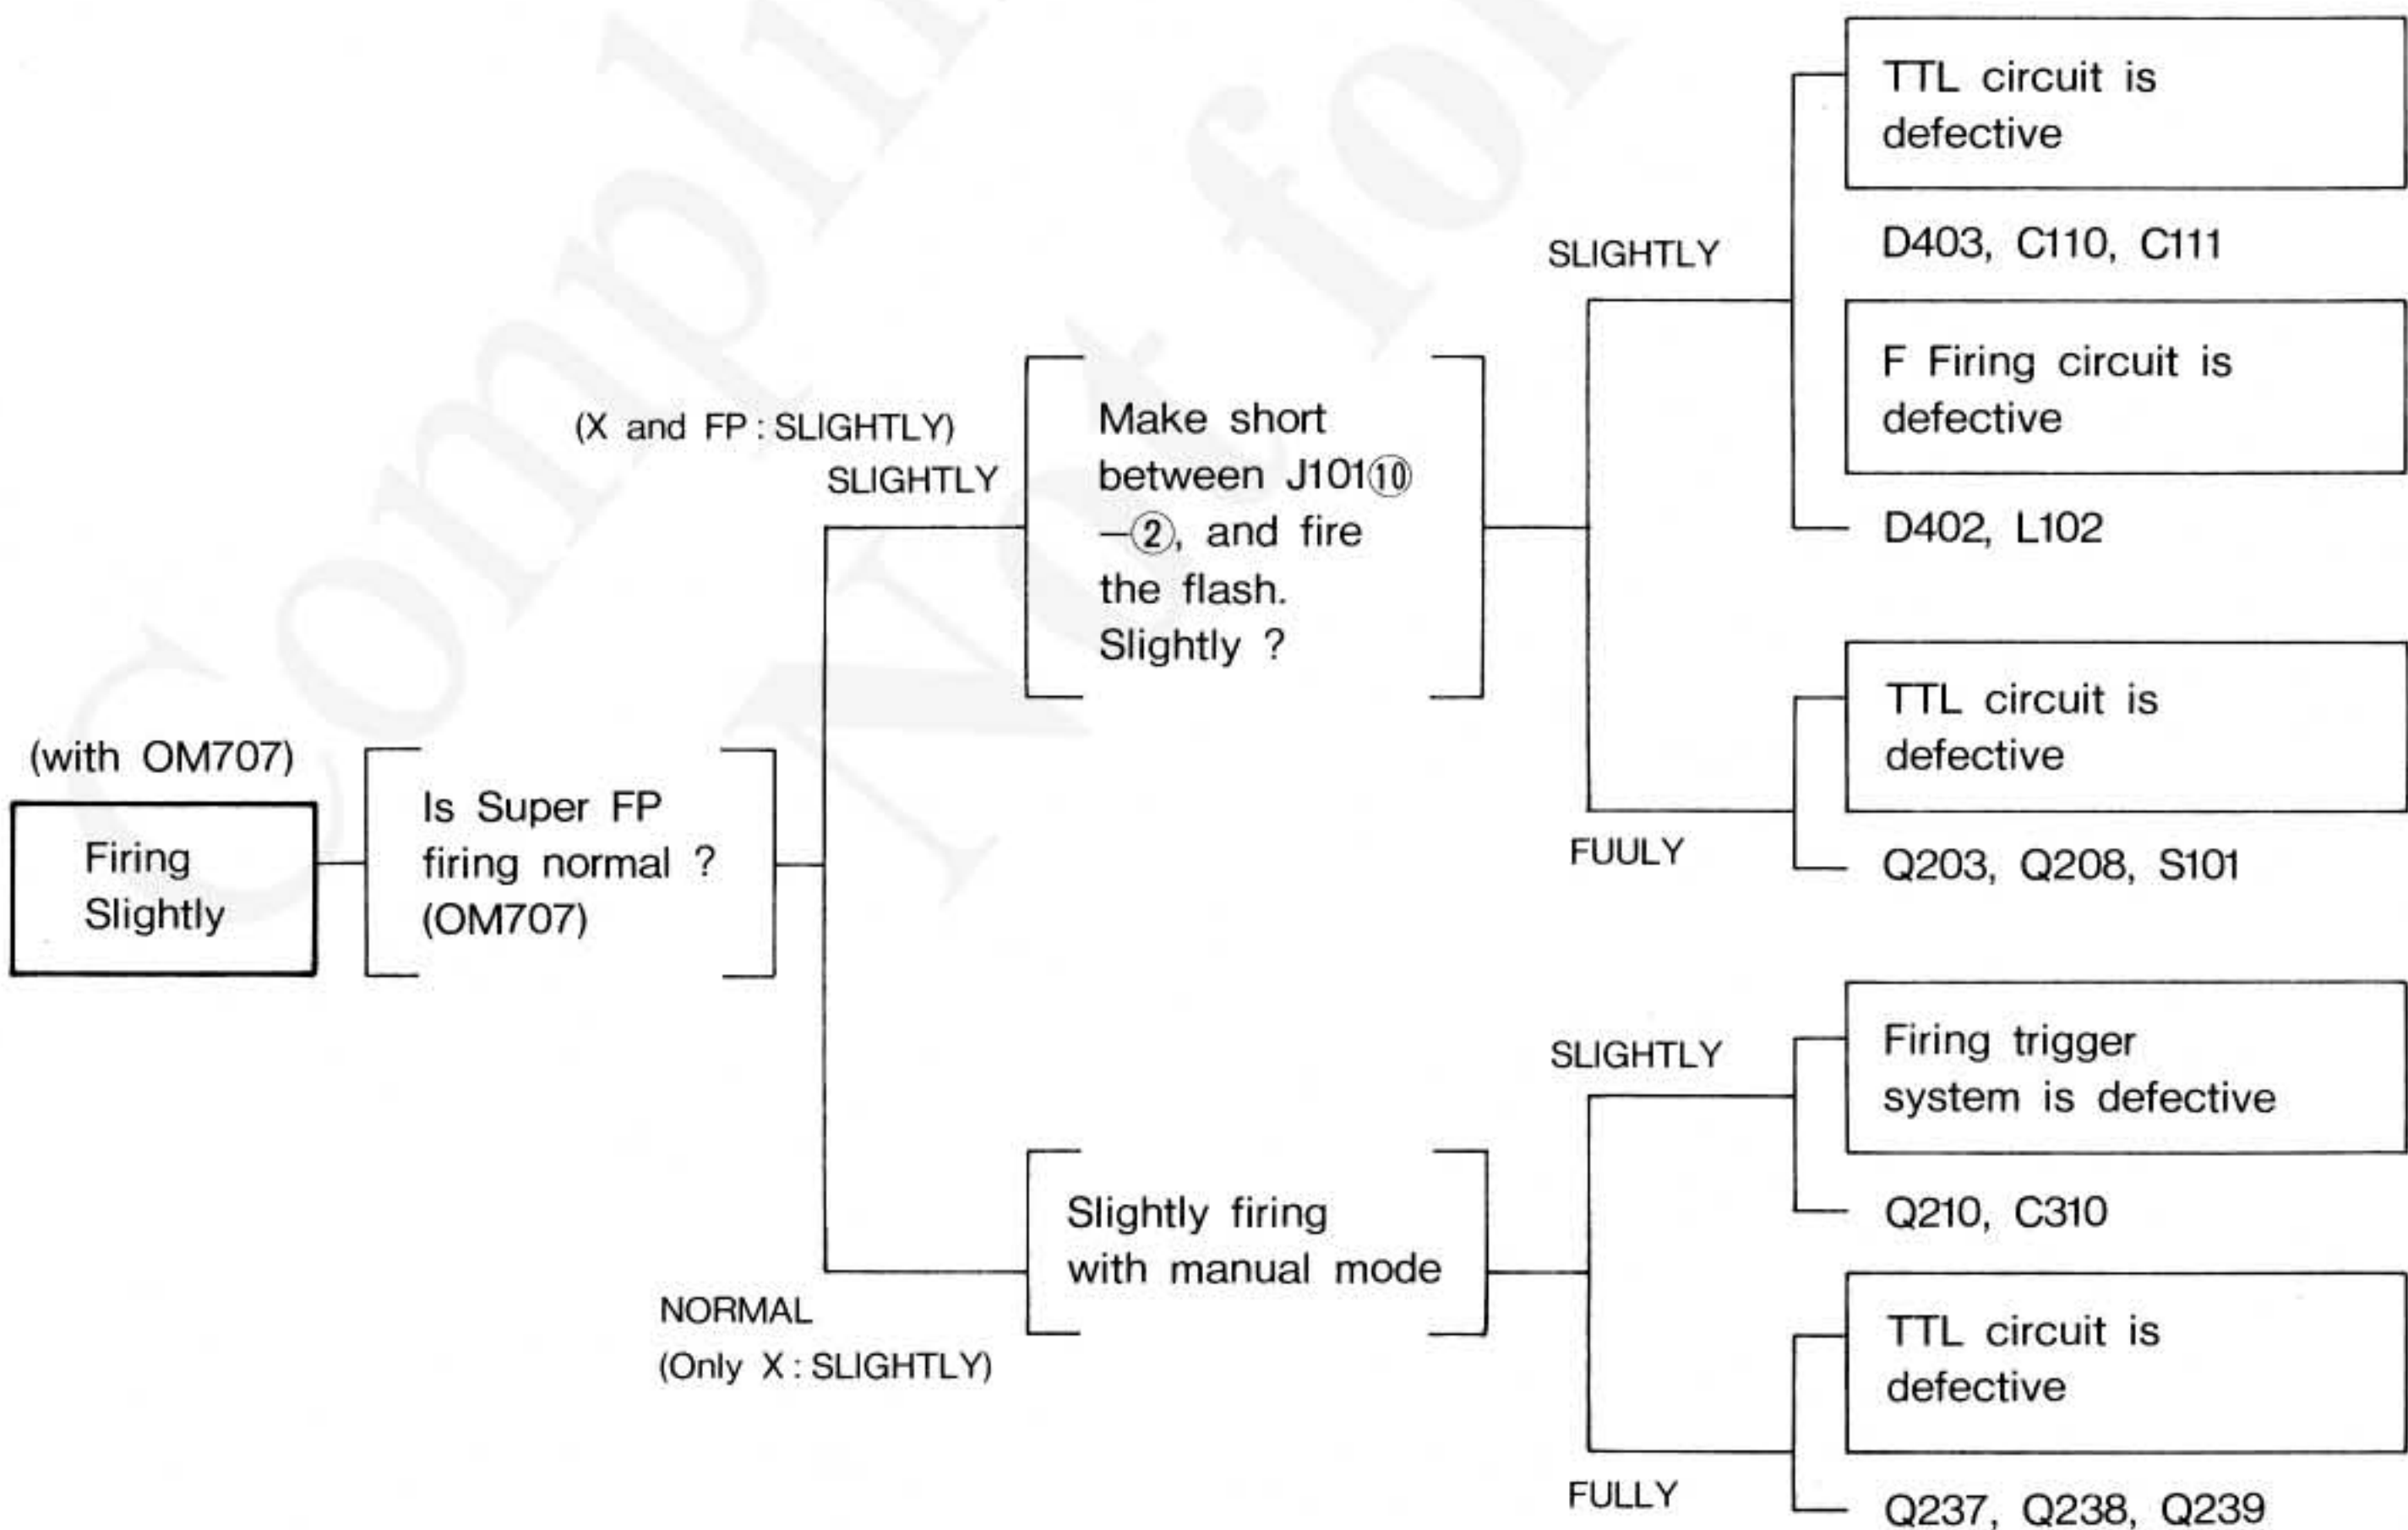 (with OM707)
Firing
Slightly
Is Super FP
firing normal ?
(OM707)
(X and FP : SLIGHTLY)
SLIGHTLY
Make short
between J101⑩
—②, and fire
the flash.
Slightly ?
SLIGHTLY
TTL circuit is
defective
D403, C110, C111
F Firing circuit is
defective
D402, L102
FUULY
TTL circuit is
defective
Q203, Q208, S101
NORMAL
(Only X : SLIGHTLY)
Slightly firing
with manual mode
SLIGHTLY
Firing trigger
system is defective
Q210, C310
FULLY
TTL circuit is
defective
Q237, Q238, Q239
Complim
Not for